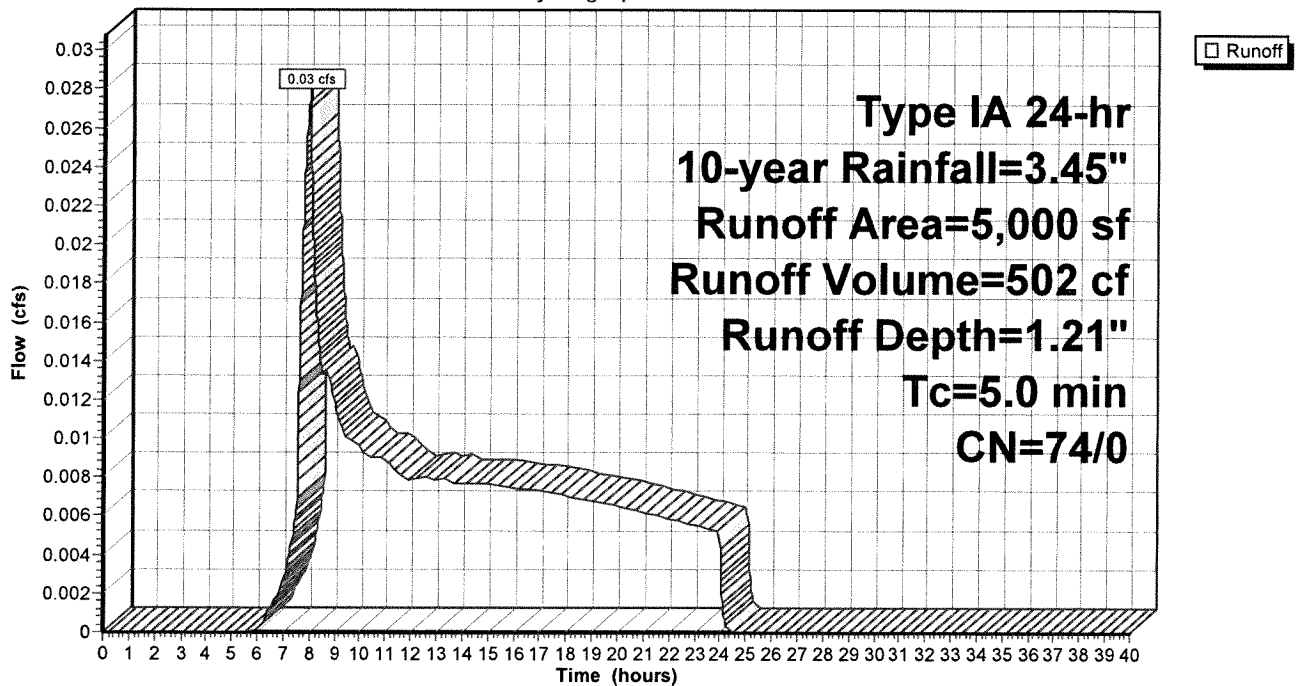 Runoff
0.03 cfs
Type IA 24-hr
10-year Rainfall=3.45"
Runoff Area=5,000 sf
Runoff Volume=502 cf
Runoff Depth=1.21"
Tc=5.0 min
CN=74/0
Flow (cfs)
0.03
0.028
0.026
0.024
0.022
0.02
0.018
0.016
0.014
0.012
0.01
0.008
0.006
0.004
0.002
0
0 1 2 3 4 5 6 7 8 9 10 11 12 13 14 15 16 17 18 19 20 21 22 23 24 25 26 27 28 29 30 31 32 33 34 35 36 37 38 39 40
Time (hours)